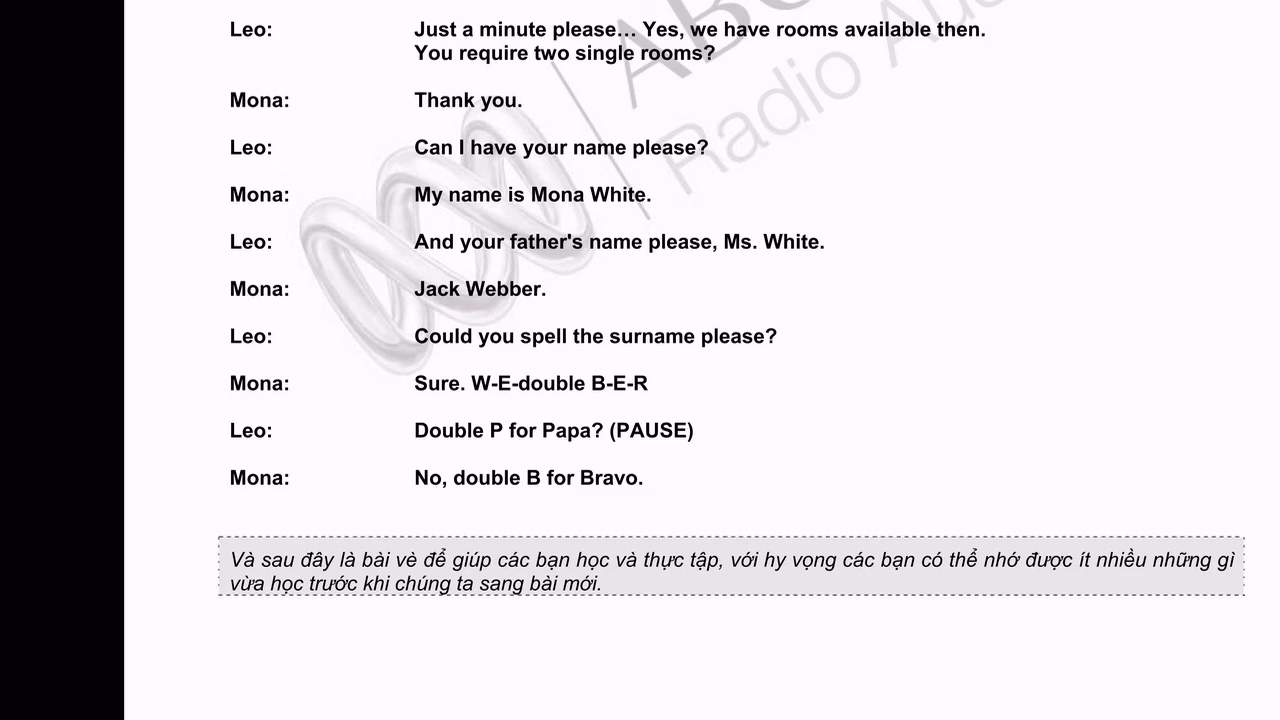 Leo: Just a minute please… Yes, we have rooms available then.
You require two single rooms?
Mona: Thank you.
Leo: Can I have your name please?
Mona: My name is Mona White.
Leo: And your father's name please, Ms. White.
Mona: Jack Webber.
Leo: Could you spell the surname please?
Mona: Sure. W-E-double B-E-R
Leo: Double P for Papa? (PAUSE)
Mona: No, double B for Bravo.
Và sau đây là bài vè để giúp các bạn học và thực tập, với hy vọng các bạn có thể nhớ được ít nhiều những gì
vừa học trước khi chúng ta sang bài mới.
Radio